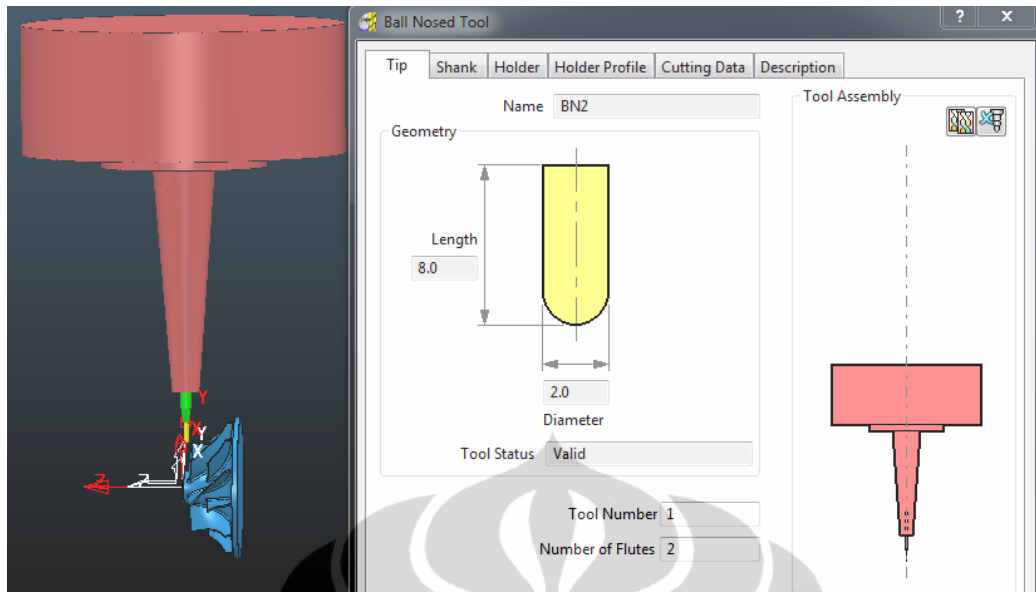 Ball Nosed Tool
? X
Tip Shank Holder Holder Profile Cutting Data Description
Name BN2
Tool Assembly
Geometry
Length
8.0
2.0
Diameter
Tool Status Valid
Tool Number 1
Number of Flutes 2
Y
X
Y
X
Z
Z